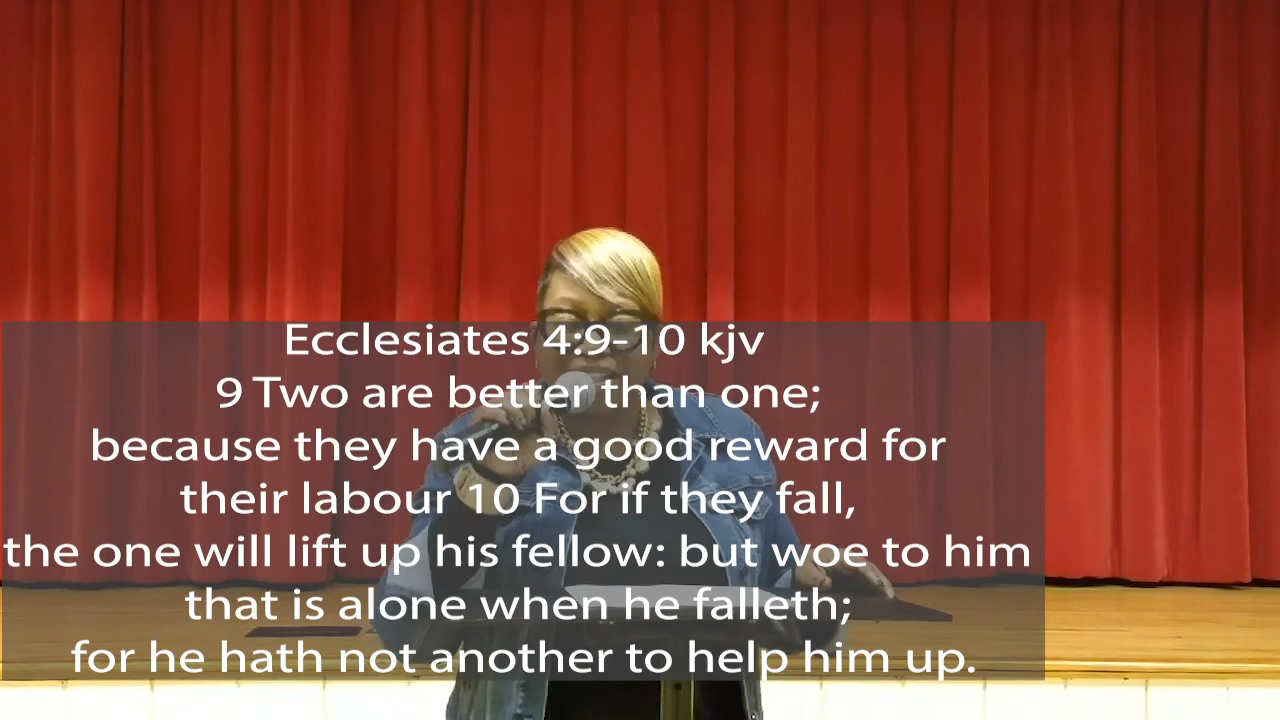 Ecclesiates 4:9-10 kjv
9 Two are better than one;
because they have a good reward for
their labour 10 For if they fall,
the one will lift up his fellow: but woe to him
that is alone when he falleth;
for he hath not another to help him up.